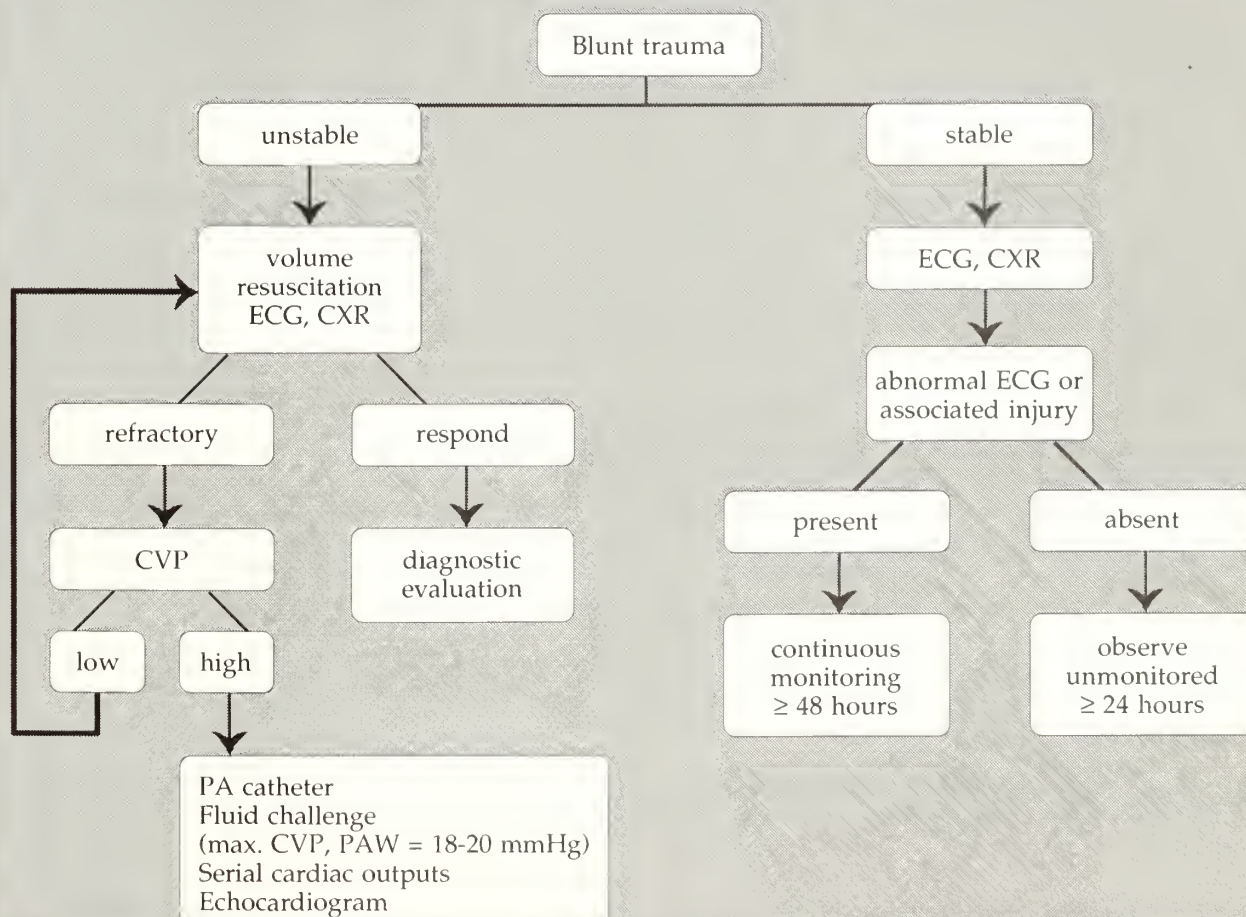 Blunt trauma
unstable
stable
volume
resuscitation
ECG, CXR
ECG, CXR
refractory
respond
abnormal ECG or
associated injury
CVP
diagnostic
evaluation
present
absent
low
high
continuous
monitoring
≥ 48 hours
observe
unmonitored
≥ 24 hours
PA catheter
Fluid challenge
(max. CVP, PAW = 18-20 mmHg)
Serial cardiac outputs
Echocardiogram